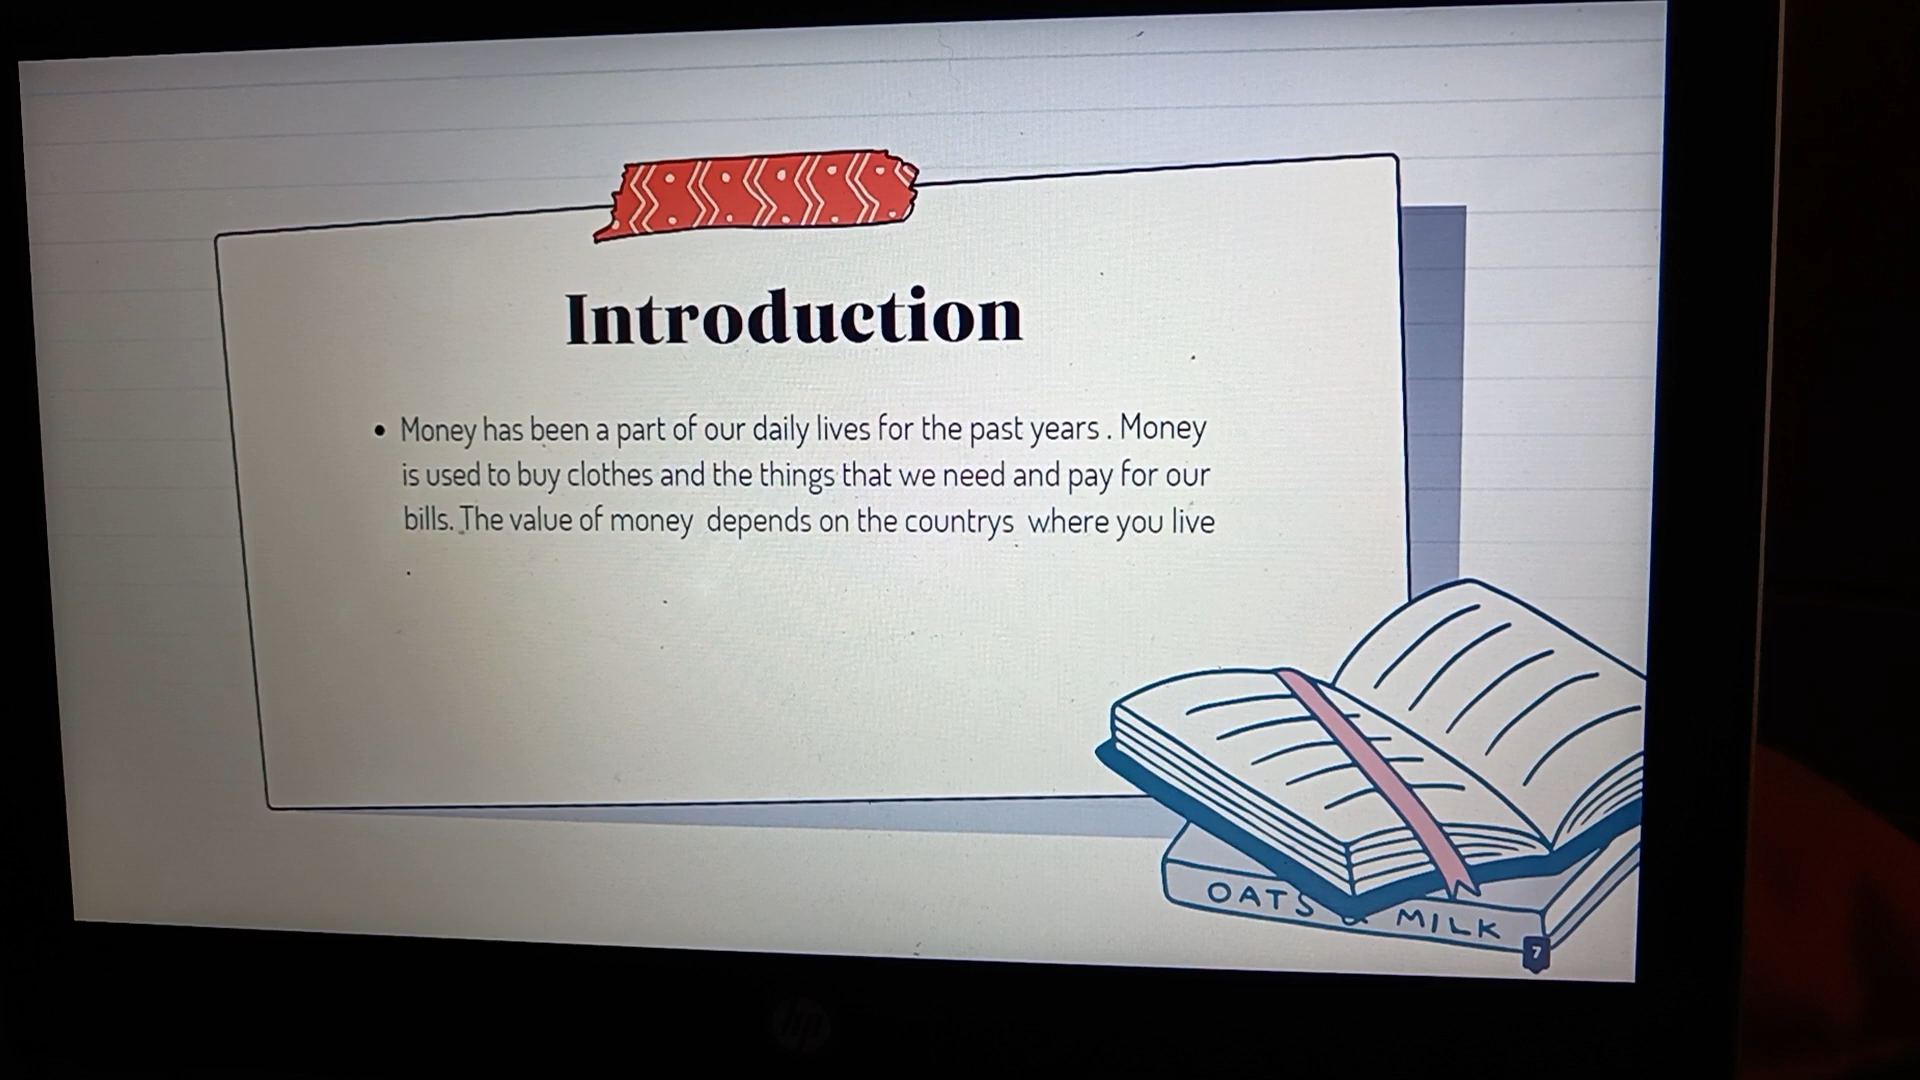 Introduction
• Money has been a part of our daily lives for the past years . Money
is used to buy clothes and the things that we need and pay for our
bills. The value of money depends on the countrys where you live
.
OATS & MILK
7
hp